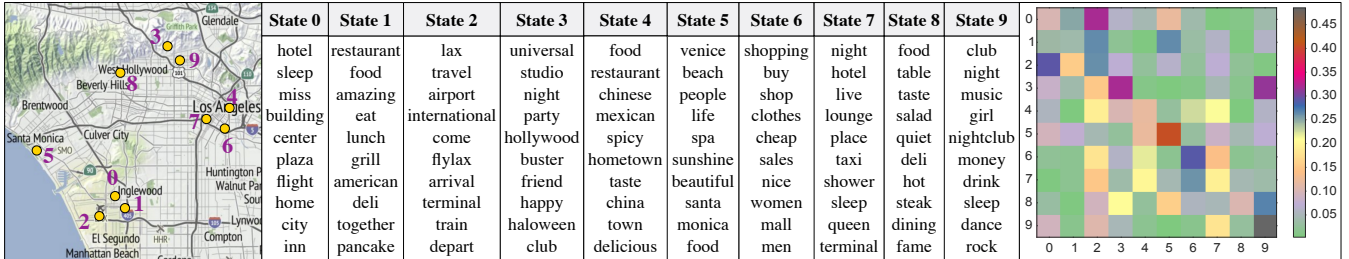 Glendale
Griffith Park
3
9
West Hollywood
101
Beverly Hills
8
Brentwood
Los Angeles
4
7
6
Santa Monica
SMO
Culver City
5
90
Huntington P
Walnut Par
Sou
0
Inglewood
1
2
Lynwoo
El Segundo
HHR
Compton
Manhattan Beach
State 0 State 1 State 2 State 3 State 4 State 5 State 6 State 7 State 8 State 9
hotel restaurant lax universal food venice shopping night food club
sleep food travel studio restaurant beach buy hotel table night
miss amazing airport night chinese people shop live taste music
building eat international party mexican life clothes lounge salad girl
center lunch come hollywood spicy spa cheap place quiet nightclub
plaza grill flylax buster hometown sunshine sales taxi deli money
flight american arrival friend taste beautiful nice shower hot drink
home deli terminal happy china santa women sleep steak sleep
city together train haloween town monica mall queen dining dance
inn pancake depart club delicious food men terminal fame rock
0
1
2
3
4
5
6
7
8
9
0 1 2 3 4 5 6 7 8 9
0.45
0.40
0.35
0.30
0.25
0.20
0.15
0.10
0.05